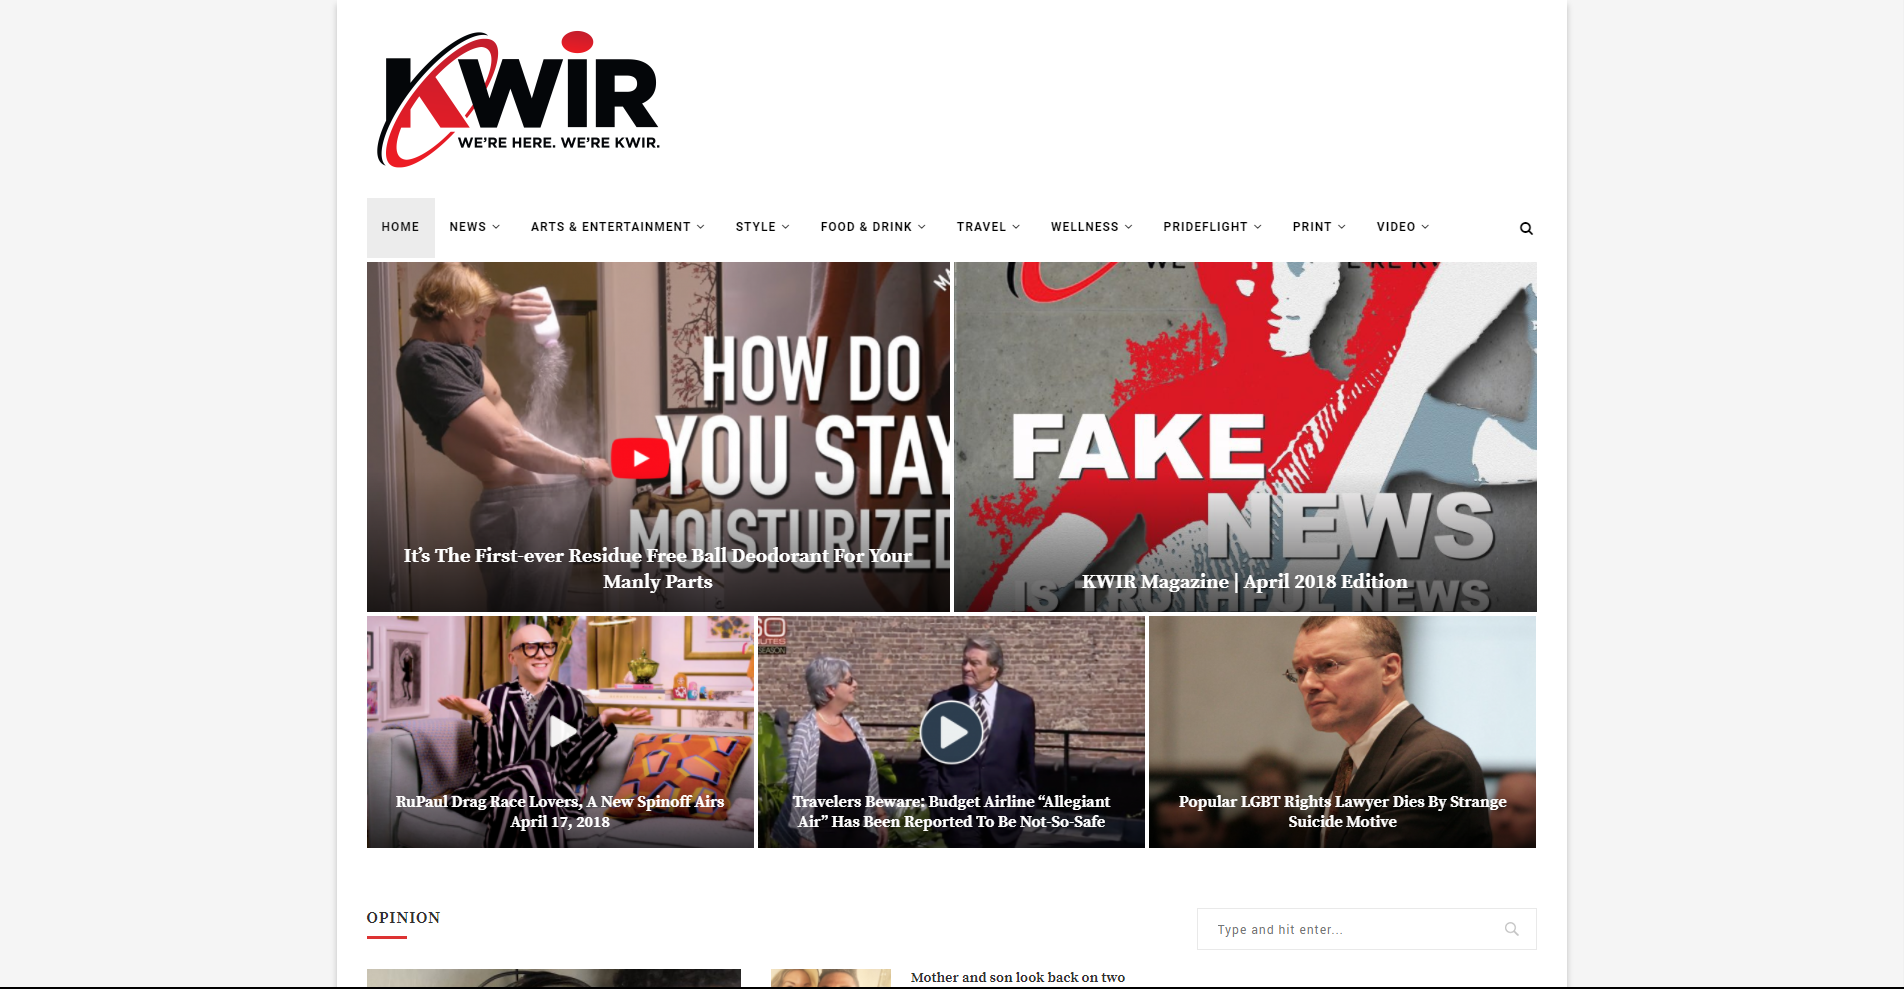 KWIR
WE'RE HERE. WE'RE KWIR.
HOME
NEWS
ARTS & ENTERTAINMENT
STYLE
FOOD & DRINK
TRAVEL
WELLNESS
PRIDEFLIGHT
PRINT
VIDEO
HOW DO
YOU STAY
MOISTURIZED
It's The First-ever Residue Free Ball Deodorant For Your
Manly Parts
FAKE
NEWS
IS TRUTHFUL NEWS
KWIR Magazine | April 2018 Edition
RuPaul Drag Race Lovers, A New Spinoff Airs
April 17, 2018
60
Travelers Beware: Budget Airline “Allegiant
Air” Has Been Reported To Be Not-So-Safe
Popular LGBT Rights Lawyer Dies By Strange
Suicide Motive
OPINION
Type and hit enter...
Mother and son look back on two